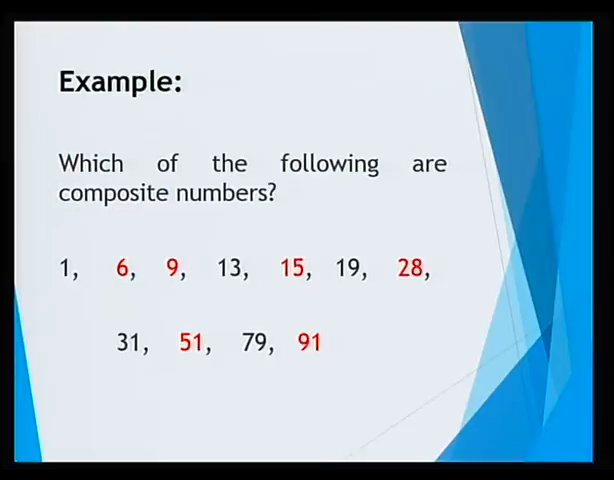 Example:
Which of the following are
composite numbers?
1, 6, 9, 13, 15, 19, 28,
31, 51, 79, 91